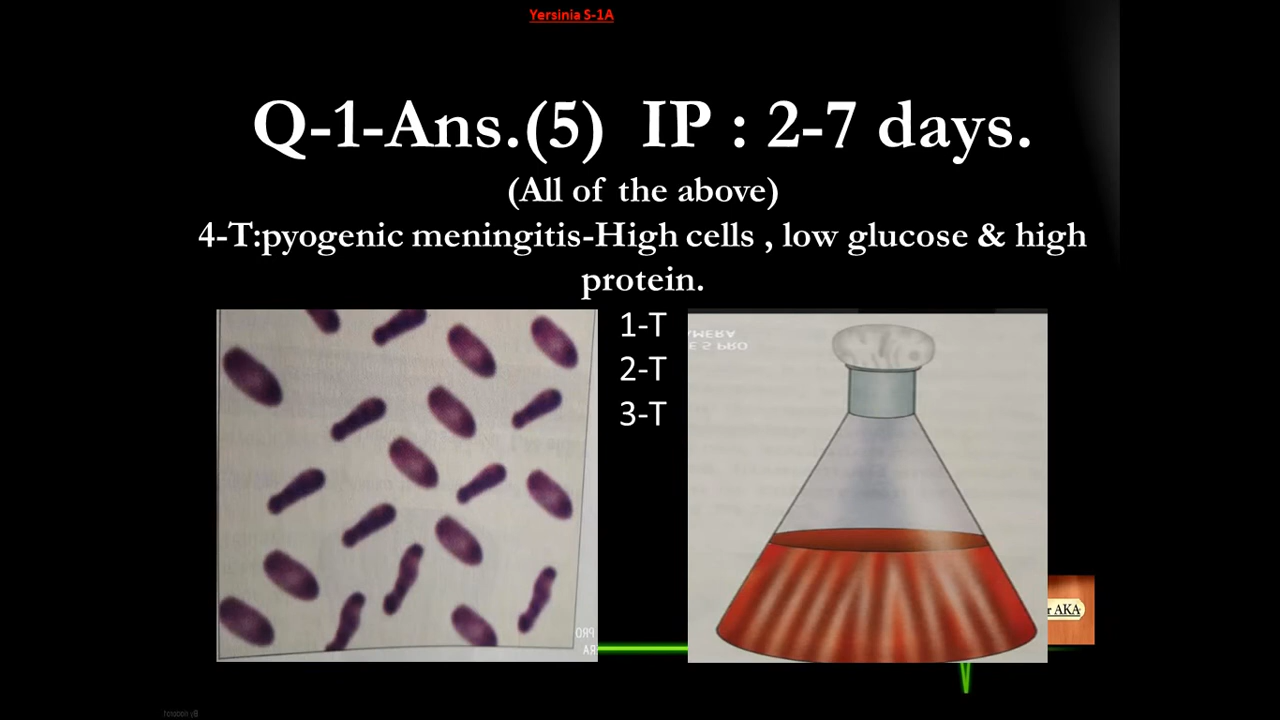 Yersinia S-1A
Q-1-Ans.(5) IP : 2-7 days.
(All of the above)
4-T:pyogenic meningitis-High cells , low glucose & high
protein.
1-T
2-T
3-T
r AKA